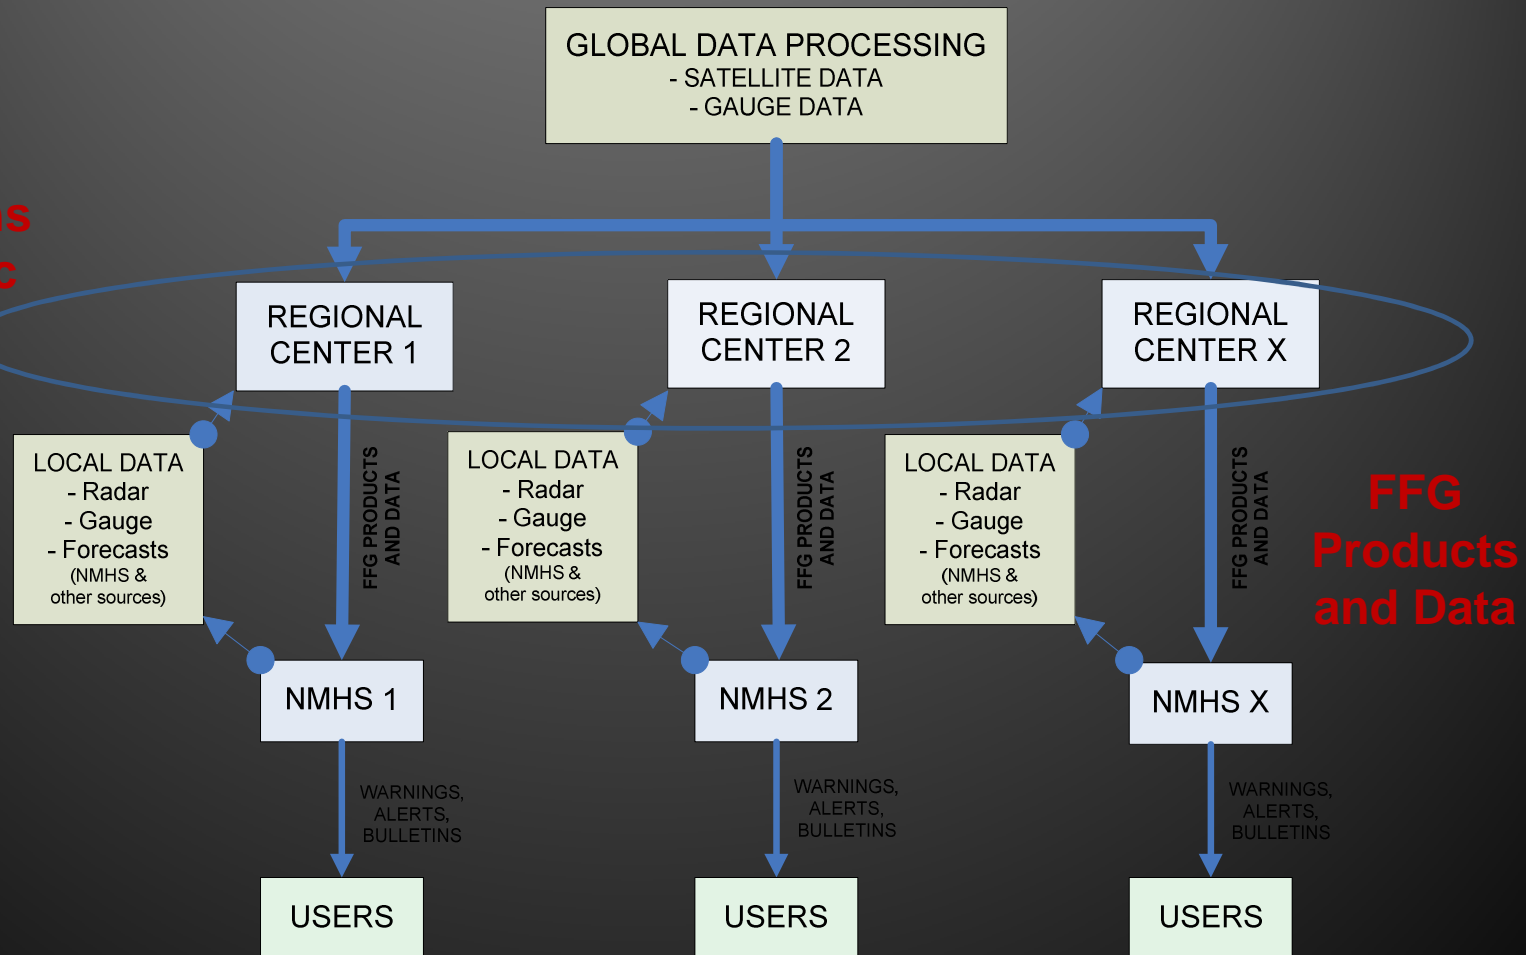 GLOBAL DATA PROCESSING
- SATELLITE DATA
- GAUGE DATA
REGIONAL
CENTER 1
REGIONAL
CENTER 2
REGIONAL
CENTER X
LOCAL DATA
- Radar
- Gauge
- Forecasts
(NMHS &
other sources)
FFG PRODUCTS
AND DATA
LOCAL DATA
- Radar
- Gauge
- Forecasts
(NMHS &
other sources)
FFG PRODUCTS
AND DATA
LOCAL DATA
- Radar
- Gauge
- Forecasts
(NMHS &
other sources)
FFG PRODUCTS
AND DATA
FFG
Products
and Data
NMHS 1
NMHS 2
NMHS X
WARNINGS,
ALERTS,
BULLETINS
WARNINGS,
ALERTS,
BULLETINS
WARNINGS,
ALERTS,
BULLETINS
USERS
USERS
USERS